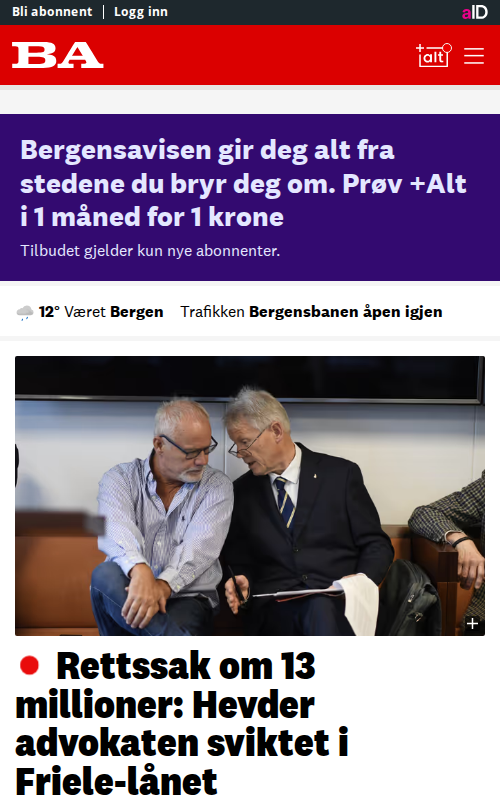 Bli abonnent | Logg inn
aID
BA
+alt
Bergensavisen gir deg alt fra
stedene du bryr deg om. Prøv +Alt
i 1 måned for 1 krone
Tilbudet gjelder kun nye abonnenter.
12° Været Bergen Trafikken Bergensbanen åpen igjen
Rettssak om 13
millioner: Hevder
advokaten sviktet i
Friele-lånet